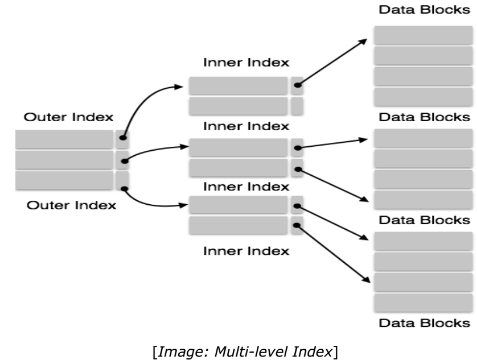 Data Blocks
Inner Index
Outer Index
Data Blocks
Inner Index
Inner Index
Outer Index
Data Blocks
Inner Index
Data Blocks
[Image: Multi-level Index]